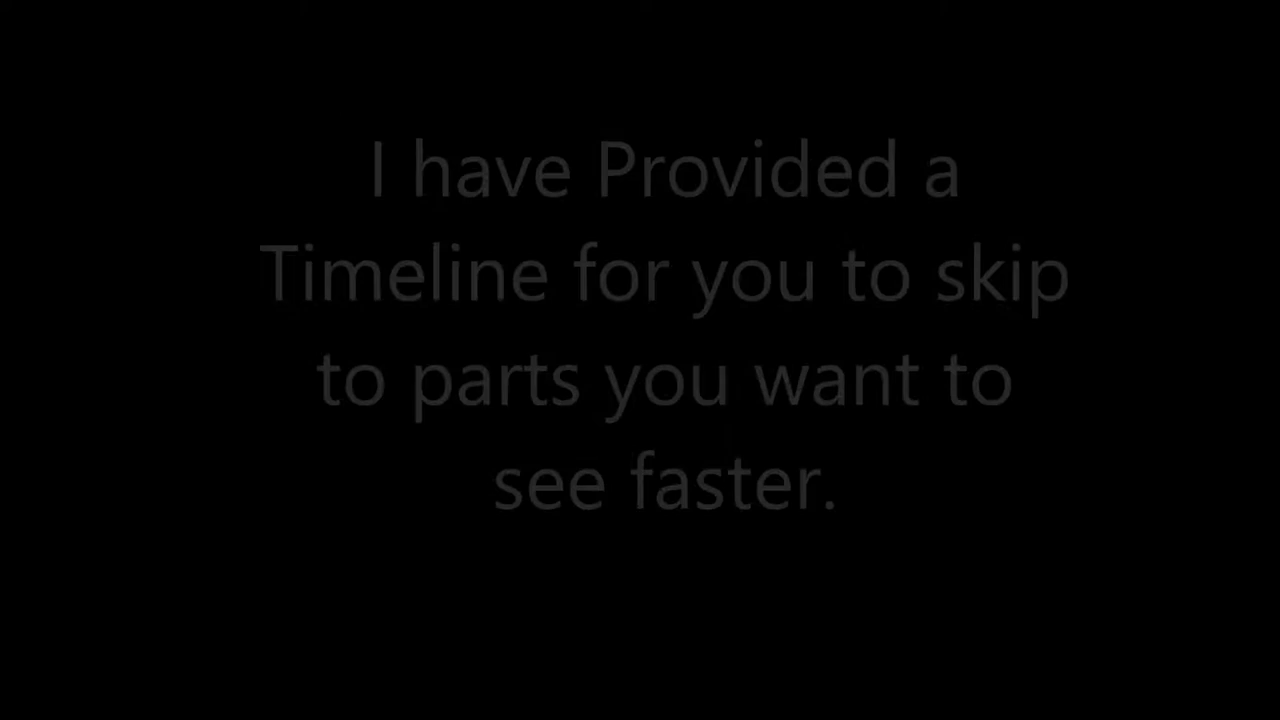 I have Provided a
Timeline for you to skip
to parts you want to
see faster.